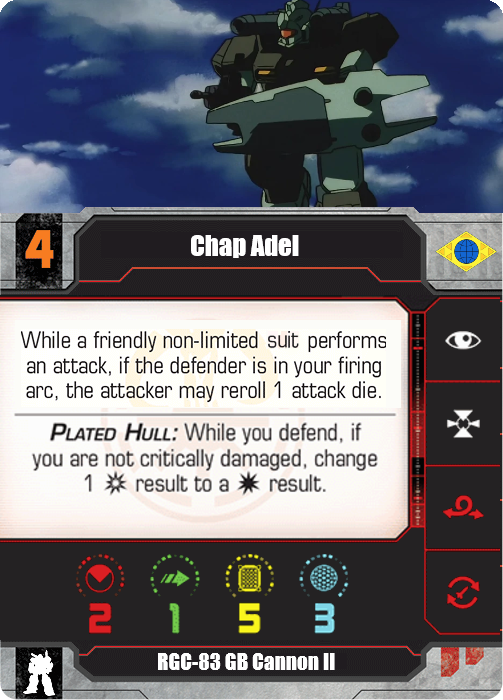 4
Chap Adel
While a friendly non-limited suit performs
an attack, if the defender is in your firing
arc, the attacker may reroll 1 attack die.
PLATED HULL: While you defend, if
you are not critically damaged, change
1 result to a result.
2 1 5 3
RGC-83 GB Cannon II